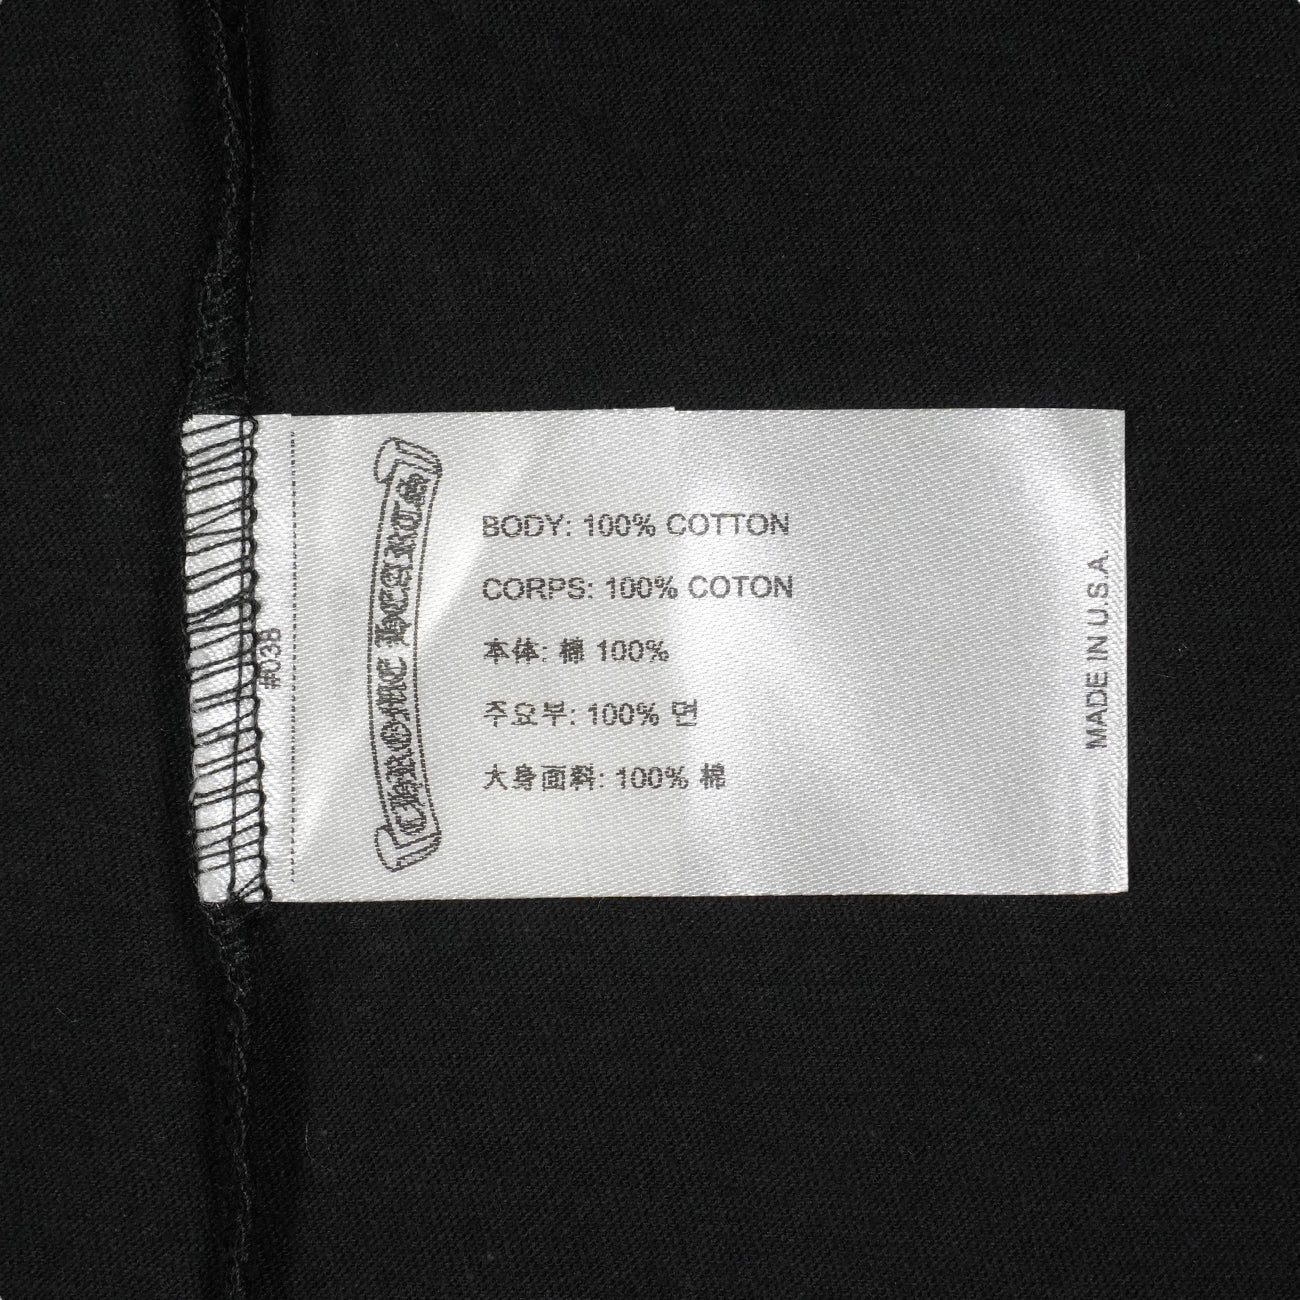 #038
CHROME HEARTS
BODY: 100% COTTON
CORPS: 100% COTON
本体: 棉 100%
주요부: 100% 면
大身面料: 100% 棉
MADE IN U.S.A.